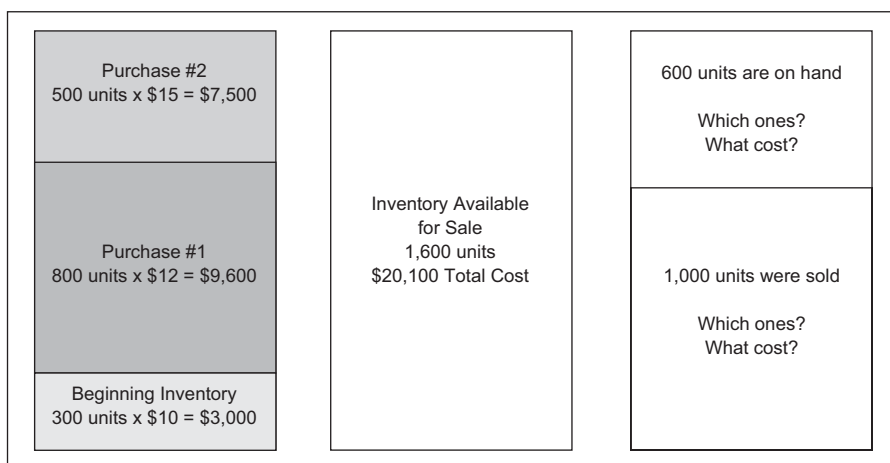 Purchase #2
500 units x $15 = $7,500
Purchase #1
800 units x $12 = $9,600
Beginning Inventory
300 units x $10 = $3,000
Inventory Available
for Sale
1,600 units
$20,100 Total Cost
600 units are on hand
Which ones?
What cost?
1,000 units were sold
Which ones?
What cost?